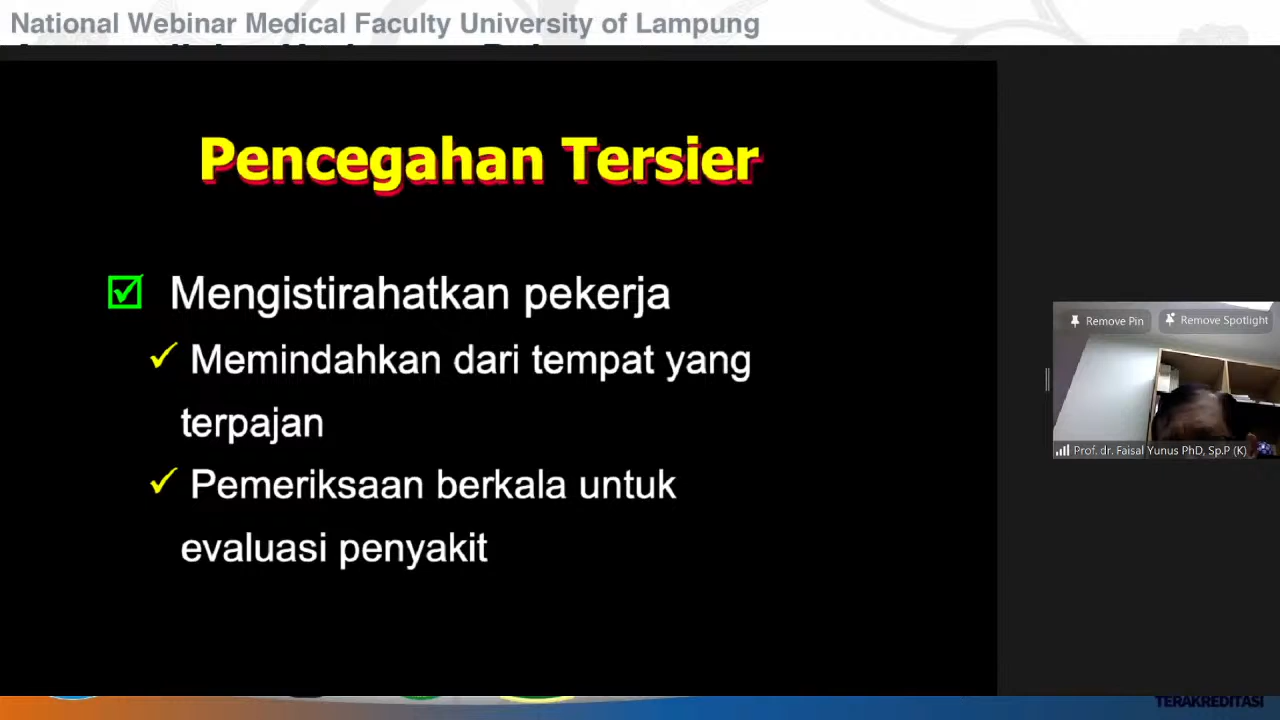 National Webinar Medical Faculty University of Lampung
Pencegahan Tersier
Mengistirahatkan pekerja
Memindahkan dari tempat yang
terpajan
Pemeriksaan berkala untuk
evaluasi penyakit
Remove Pin
Remove Spotlight
Prof. dr. Faisal Yunus PhD, Sp.P (K)
TERAKREDITASI